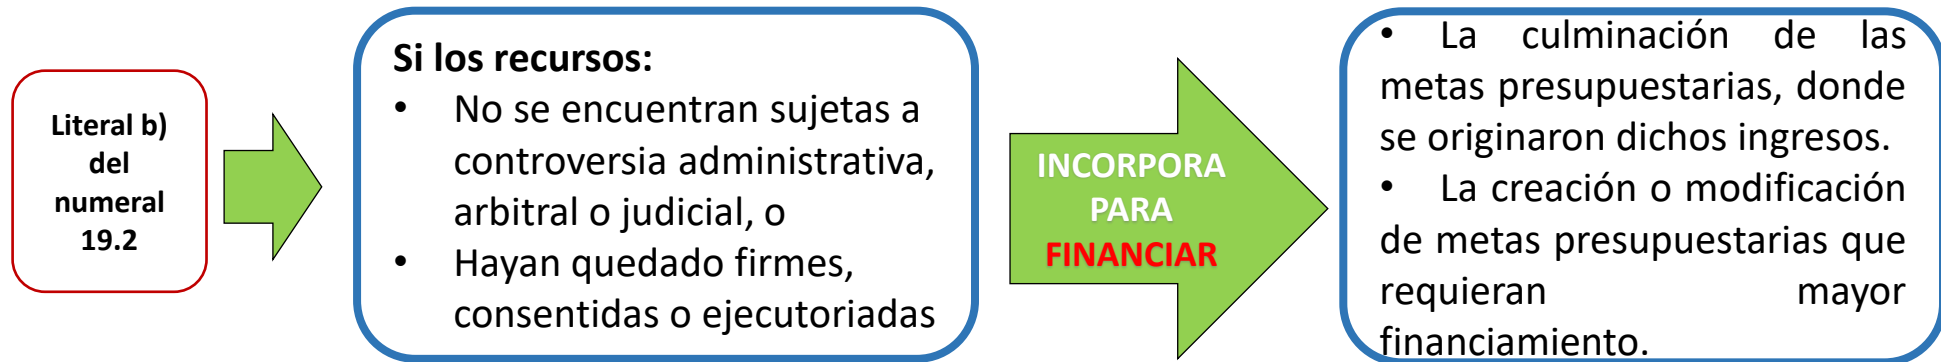 Literal b)
del
numeral
19.2
Si los recursos:
• No se encuentran sujetas a
controversia administrativa,
arbitral o judicial, o
• Hayan quedado firmes,
consentidas o ejecutoriadas
INCORPORA
PARA
FINANCIAR
• La culminación de las
metas presupuestarias, donde
se originaron dichos ingresos.
• La creación o modificación
de metas presupuestarias que
requieran mayor
financiamiento.